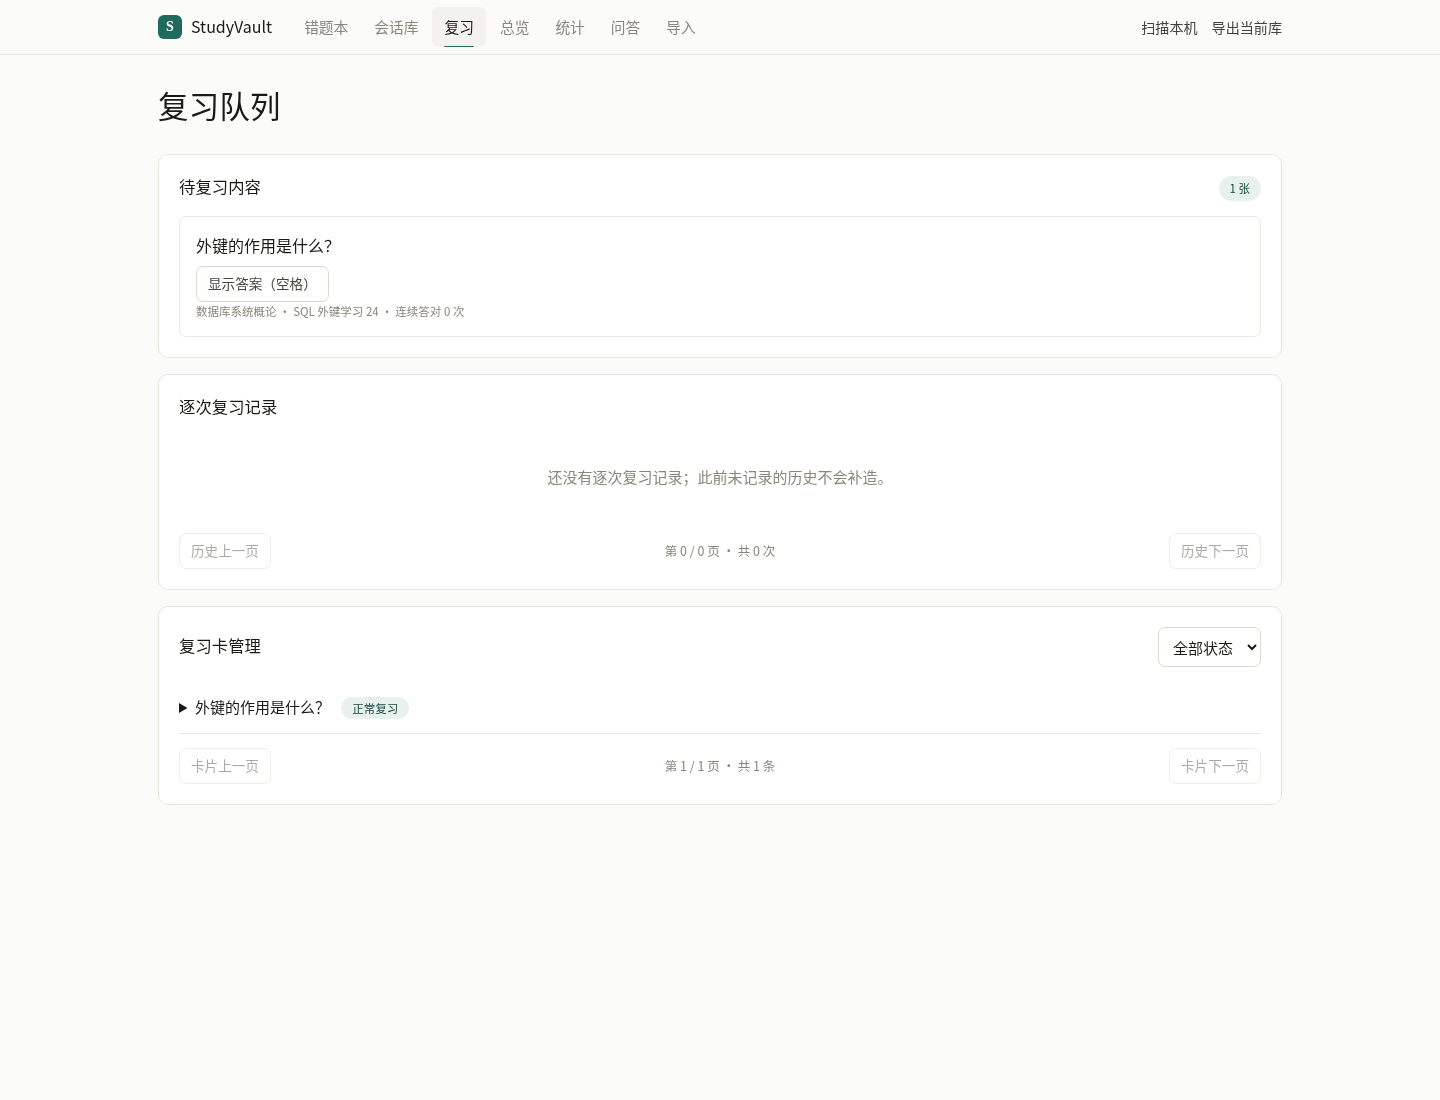 S StudyVault 错题本 会话库 复习 总览 统计 问答 导入 扫描本机 导出当前库
复习队列
待复习内容 1 张
外键的作用是什么？
显示答案（空格）
数据库系统概论 · SQL 外键学习 24 · 连续答对 0 次
逐次复习记录
还没有逐次复习记录；此前未记录的历史不会补造。
历史上一页 第 0 / 0 页 · 共 0 次 历史下一页
复习卡管理 全部状态
外键的作用是什么？ 正常复习
卡片上一页 第 1 / 1 页 · 共 1 条 卡片下一页